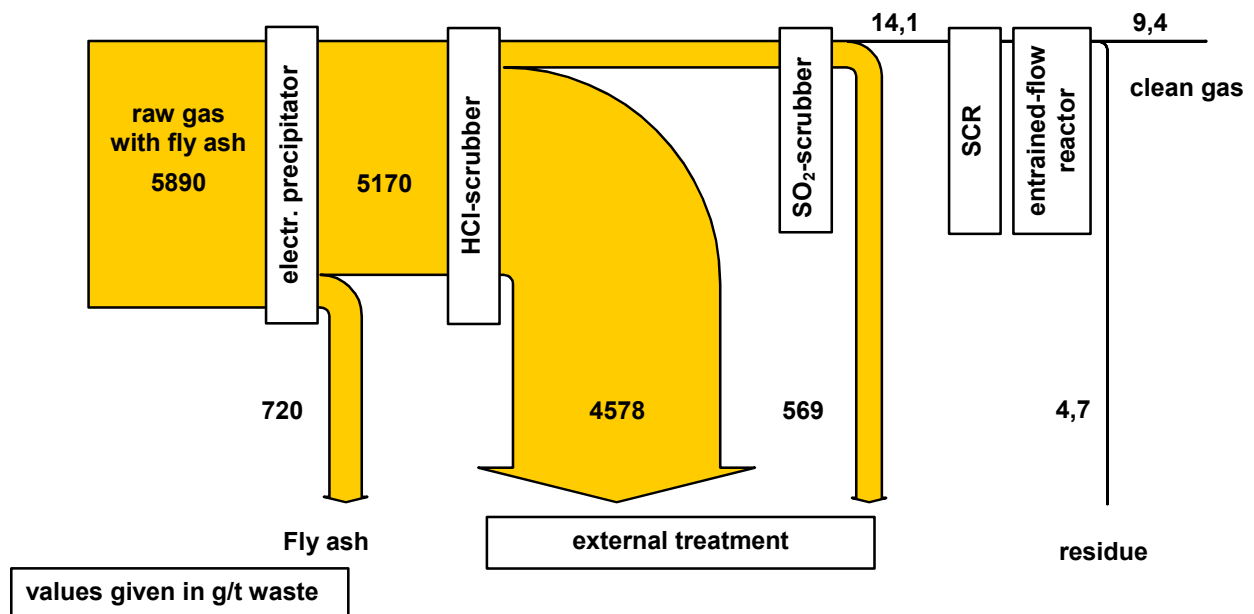 14,1
9,4
raw gas
with fly ash
5890
electr. precipitator
5170
HCl-scrubber
SO₂-scrubber
SCR
entrained-flow
reactor
clean gas
720
4578
569
4,7
Fly ash
external treatment
residue
values given in g/t waste